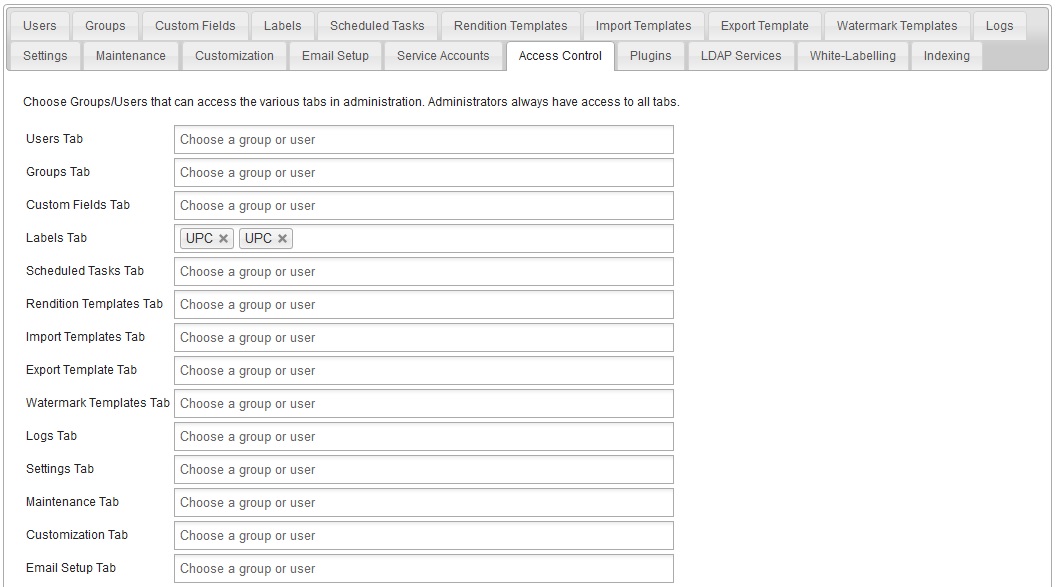 Users Groups Custom Fields Labels Scheduled Tasks Rendition Templates Import Templates Export Template Watermark Templates Logs
Settings Maintenance Customization Email Setup Service Accounts Access Control Plugins LDAP Services White-Labelling Indexing
Choose Groups/Users that can access the various tabs in administration. Administrators always have access to all tabs.
Users Tab Choose a group or user
Groups Tab Choose a group or user
Custom Fields Tab Choose a group or user
Labels Tab UPC UPC
Scheduled Tasks Tab Choose a group or user
Rendition Templates Tab Choose a group or user
Import Templates Tab Choose a group or user
Export Template Tab Choose a group or user
Watermark Templates Tab Choose a group or user
Logs Tab Choose a group or user
Settings Tab Choose a group or user
Maintenance Tab Choose a group or user
Customization Tab Choose a group or user
Email Setup Tab Choose a group or user